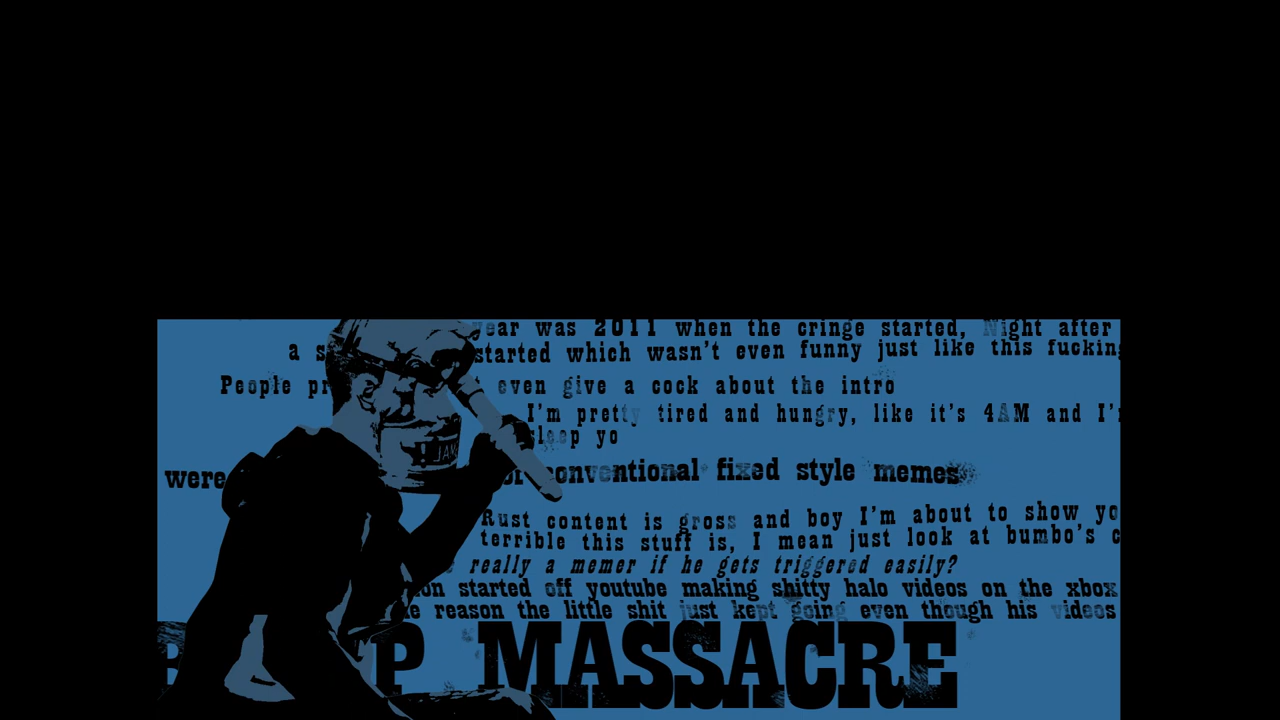 year was 2011 when the cringe started, Night after
a started which wasn't even funny just like this fucking
People even give a cock about the intro
I'm pretty tired and hungry, like it's 4AM and I'm
sleep yo
were conventional fixed style memes
Rust content is gross and boy I'm about to show yo
terrible this stuff is, I mean just look at bumbo's c
really a memer if he gets triggered easily?
started off youtube making shitty halo videos on the xbox
reason the little shit just kept going even though his videos
MASSACRE